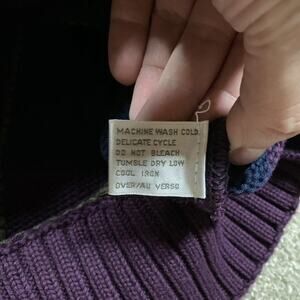 MACHINE WASH COLD
DELICATE CYCLE
DO NOT BLEACH
TUMBLE DRY LOW
COOL IRON
OVER/AU VERSO